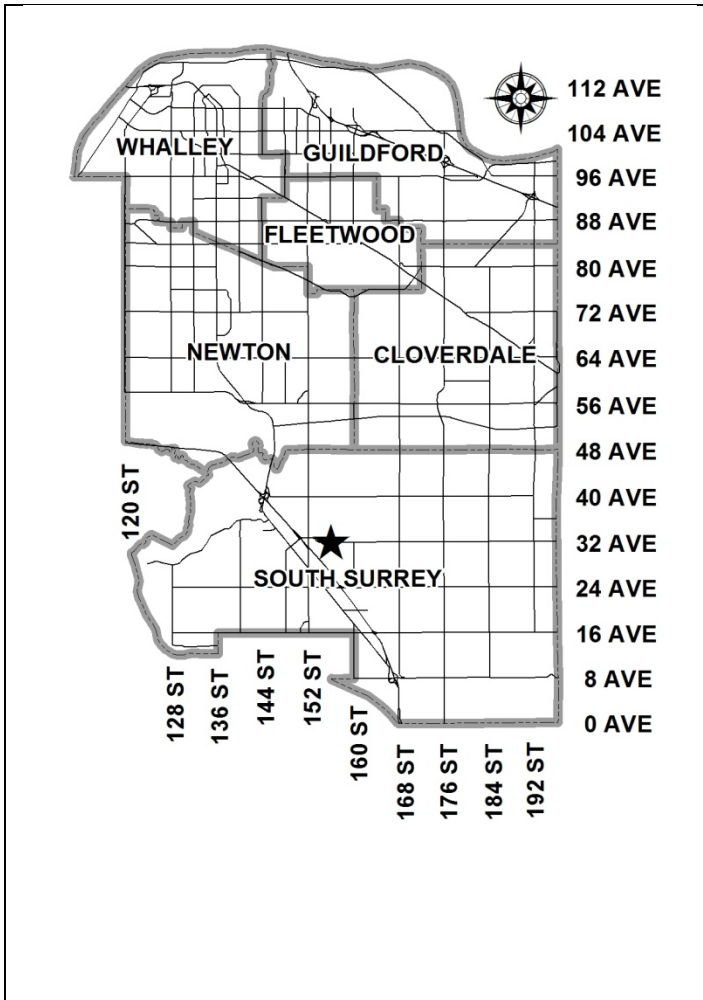 112 AVE
104 AVE
WHALLEY
GUILDFORD
96 AVE
88 AVE
FLEETWOOD
80 AVE
72 AVE
NEWTON
CLOVERDALE
64 AVE
56 AVE
48 AVE
120 ST
40 AVE
32 AVE
SOUTH SURREY
24 AVE
16 AVE
8 AVE
0 AVE
128 ST
136 ST
144 ST
152 ST
160 ST
168 ST
176 ST
184 ST
192 ST